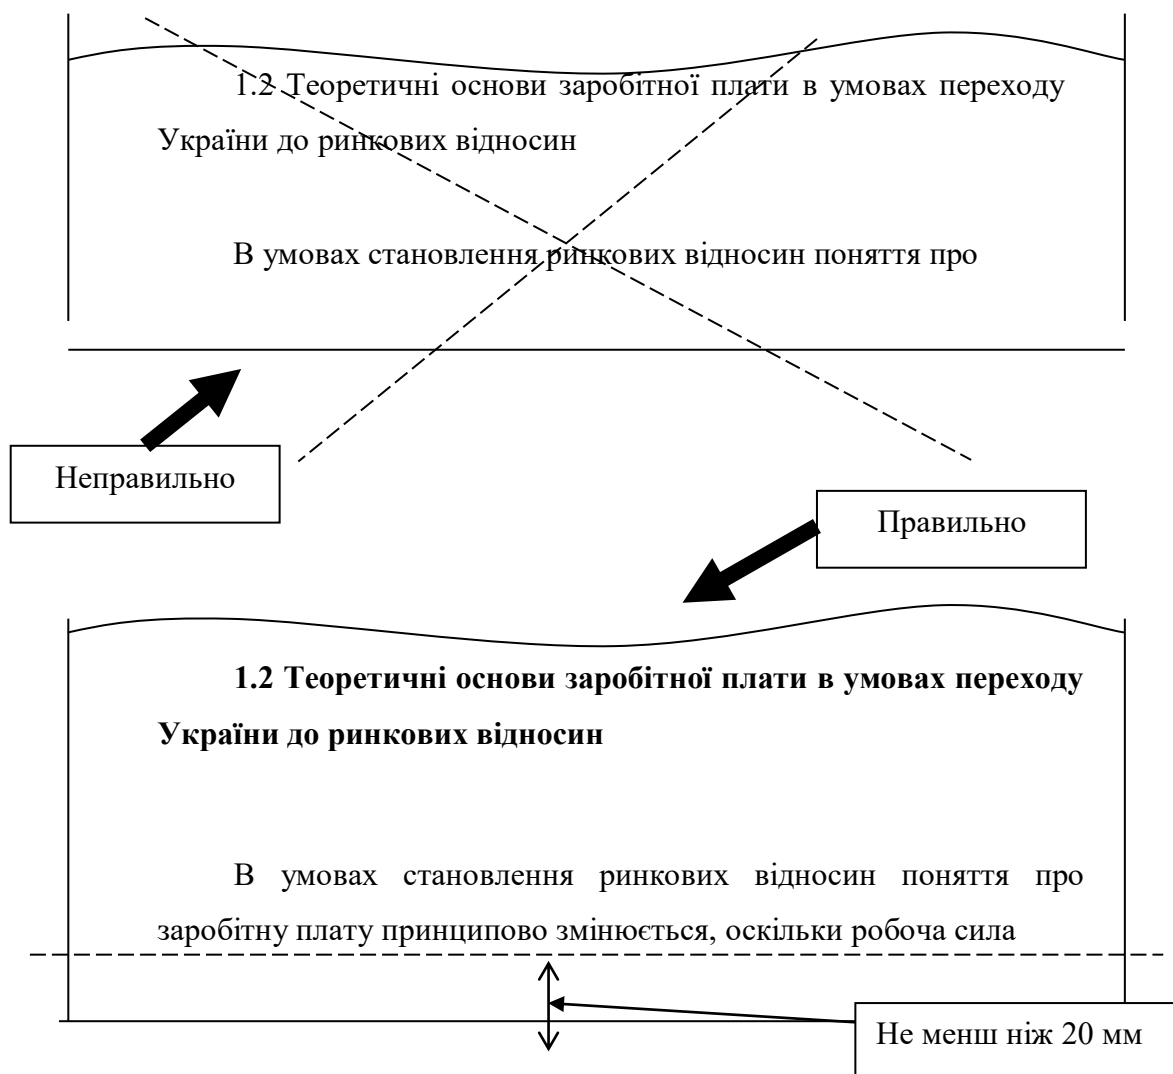 1.2 Теоретичні основи заробітної плати в умовах переходу
України до ринкових відносин
В умовах становлення ринкових відносин поняття про
Неправильно
Правильно
1.2 Теоретичні основи заробітної плати в умовах переходу
України до ринкових відносин
В умовах становлення ринкових відносин поняття про
заробітну плату принципово змінюється, оскільки робоча сила
Не менш ніж 20 мм